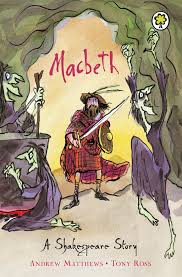 Macbeth
A Shakespeare Story
ANDREW MATTHEWS • TONY ROSS